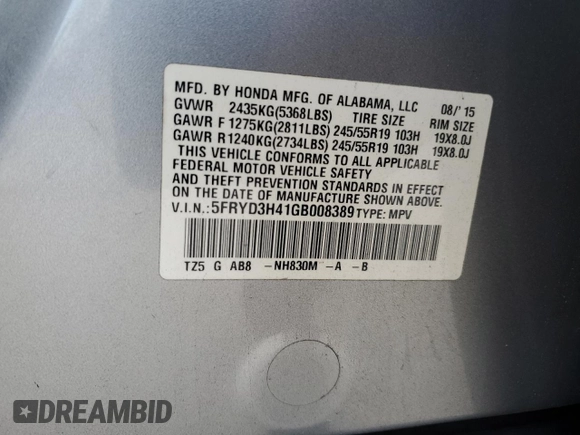 MFD. BY HONDA MFG. OF ALABAMA, LLC 08/'15
GVWR 2435KG(5368LBS) TIRE SIZE RIM SIZE
GAWR F 1275KG(2811LBS) 245/55R19 103H 19X8.0J
GAWR R1240KG(2734LBS) 245/55R19 103H 19X8.0J
THIS VEHICLE CONFORMS TO ALL APPLICABLE
FEDERAL MOTOR VEHICLE SAFETY
AND THEFT PREVENTION STANDARDS IN EFFECT
ON THE DATE OF MANUFACTURE SHOWN ABOVE.
V.I.N.:5FRYD3H41GB008389 TYPE: MPV
TZ5 G AB8 -NH830M -A -B
DREAMBID